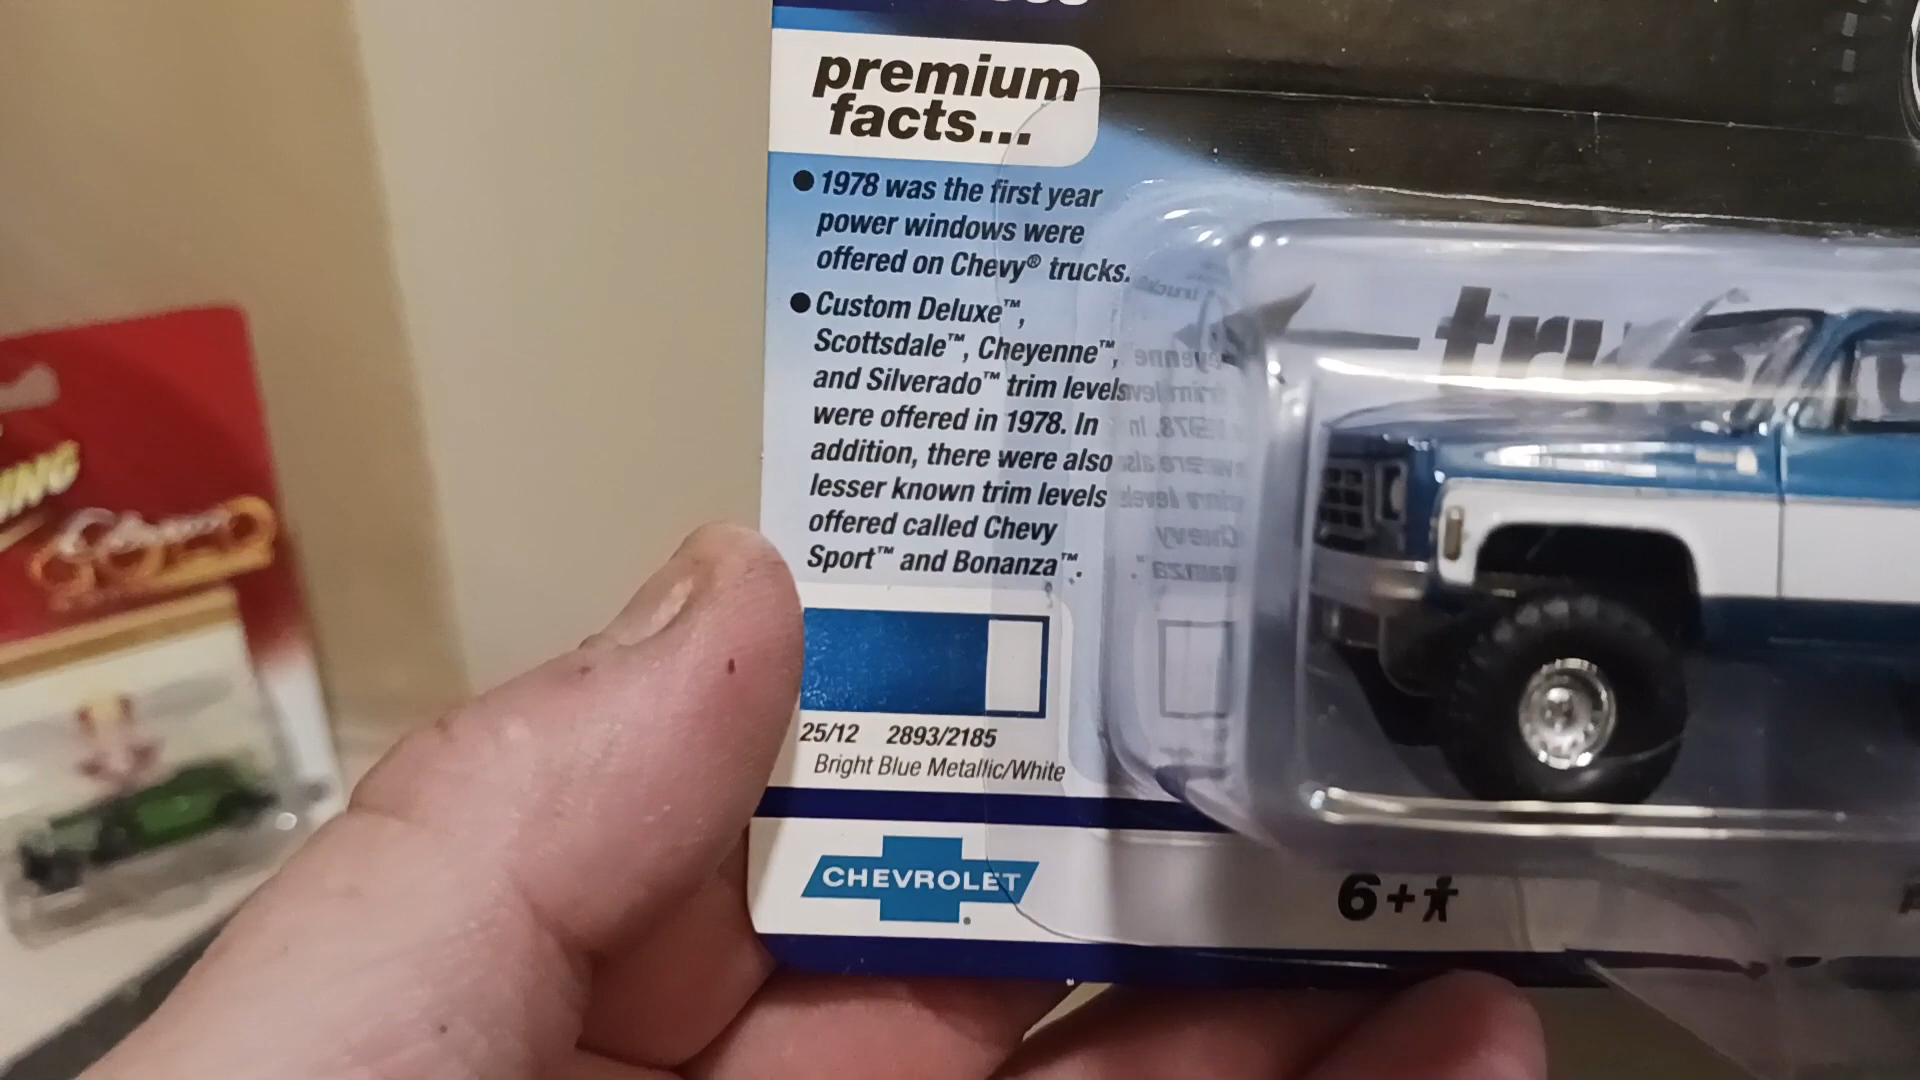 premium
facts...
● 1978 was the first year
power windows were
offered on Chevy® trucks.
● Custom Deluxe™,
Scottsdale™, Cheyenne™,
and Silverado™ trim levels
were offered in 1978. In
addition, there were also
lesser known trim levels
offered called Chevy
Sport™ and Bonanza™.
25/12 2893/2185
Bright Blue Metallic/White
CHEVROLET
6+